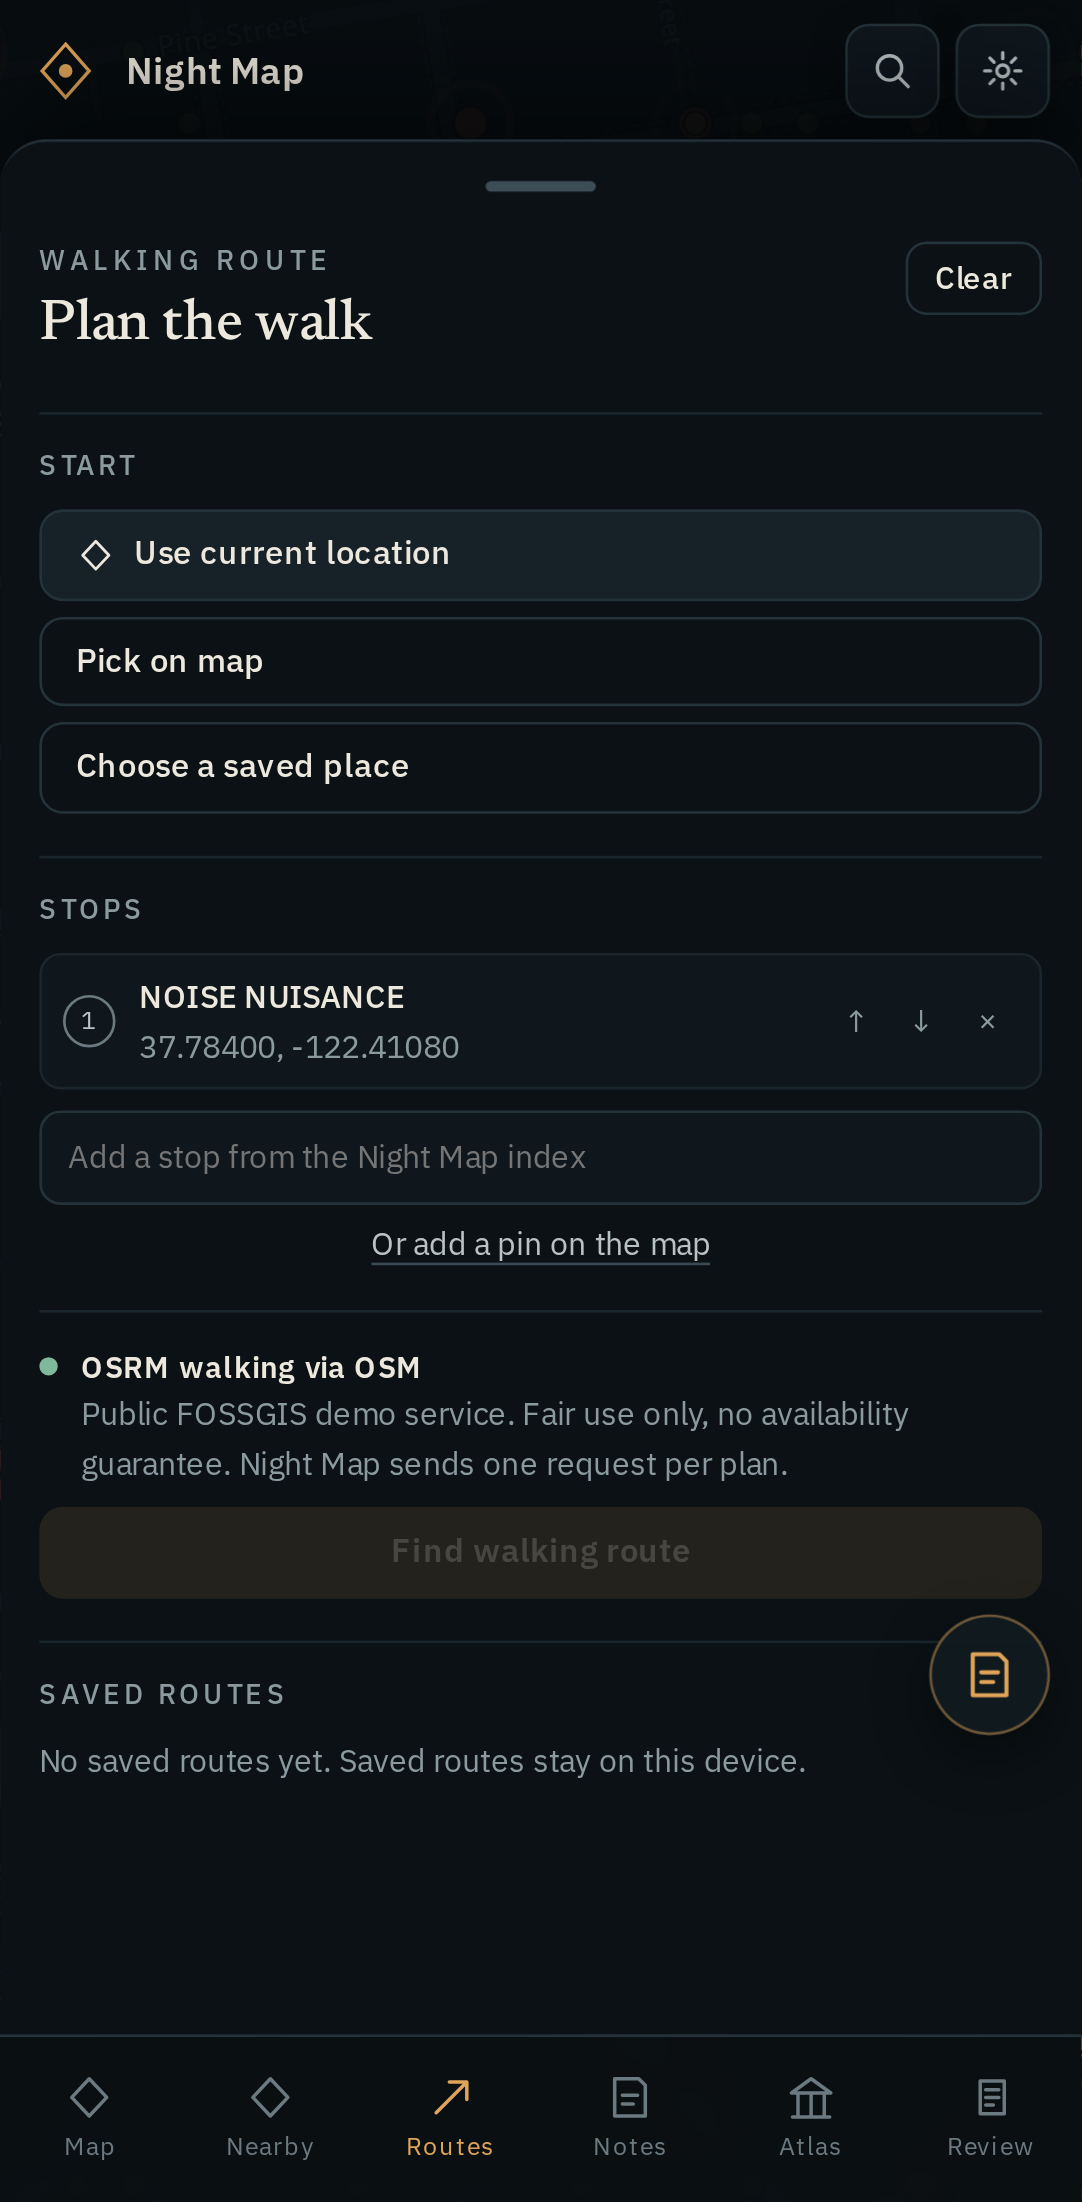 Pine Street
Night Map
WALKING ROUTE
Plan the walk
Clear
START
Use current location
Pick on map
Choose a saved place
STOPS
1
NOISE NUISANCE
37.78400, -122.41080
↑ ↓ ×
Add a stop from the Night Map index
Or add a pin on the map
OSRM walking via OSM
Public FOSSGIS demo service. Fair use only, no availability
guarantee. Night Map sends one request per plan.
Find walking route
SAVED ROUTES
No saved routes yet. Saved routes stay on this device.
Map
Nearby
Routes
Notes
Atlas
Review